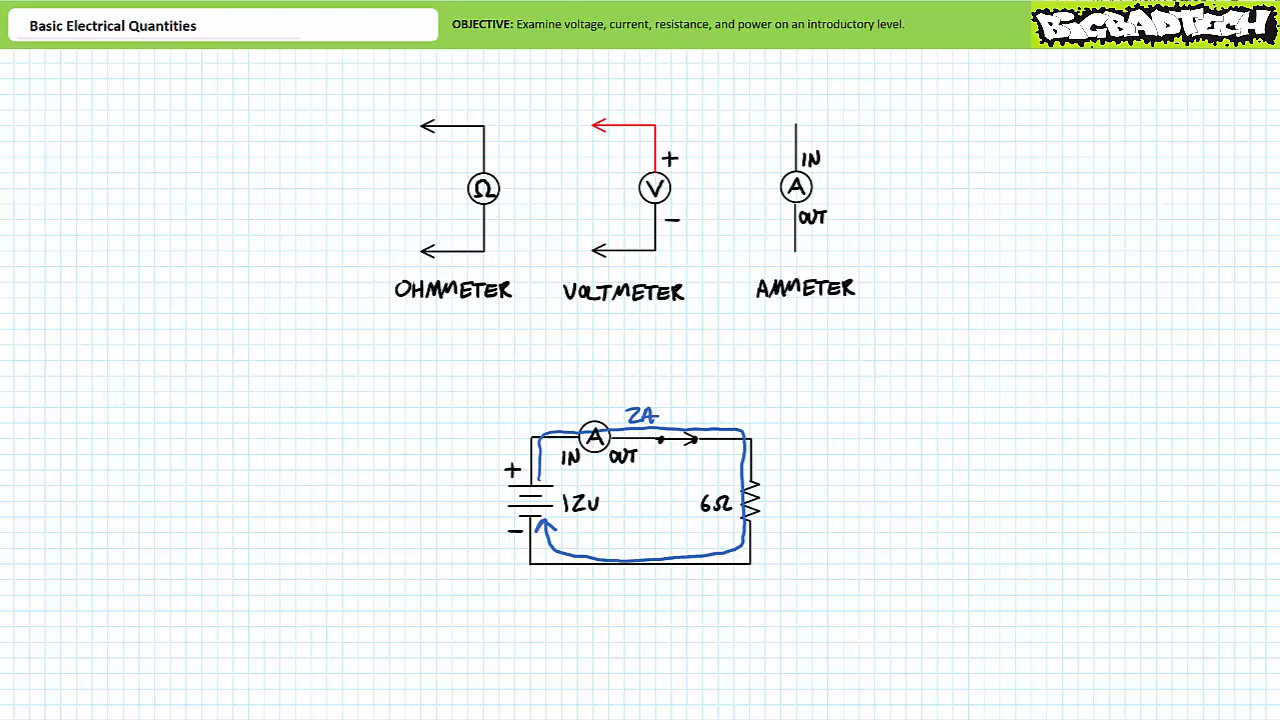 Basic Electrical Quantities
OBJECTIVE: Examine voltage, current, resistance, and power on an introductory level.
BIGBADTECH
+
IN
Ω
V
A
−
OUT
OHMMETER
VOLTMETER
AMMETER
2A
A
IN
OUT
+
12V
6Ω
−